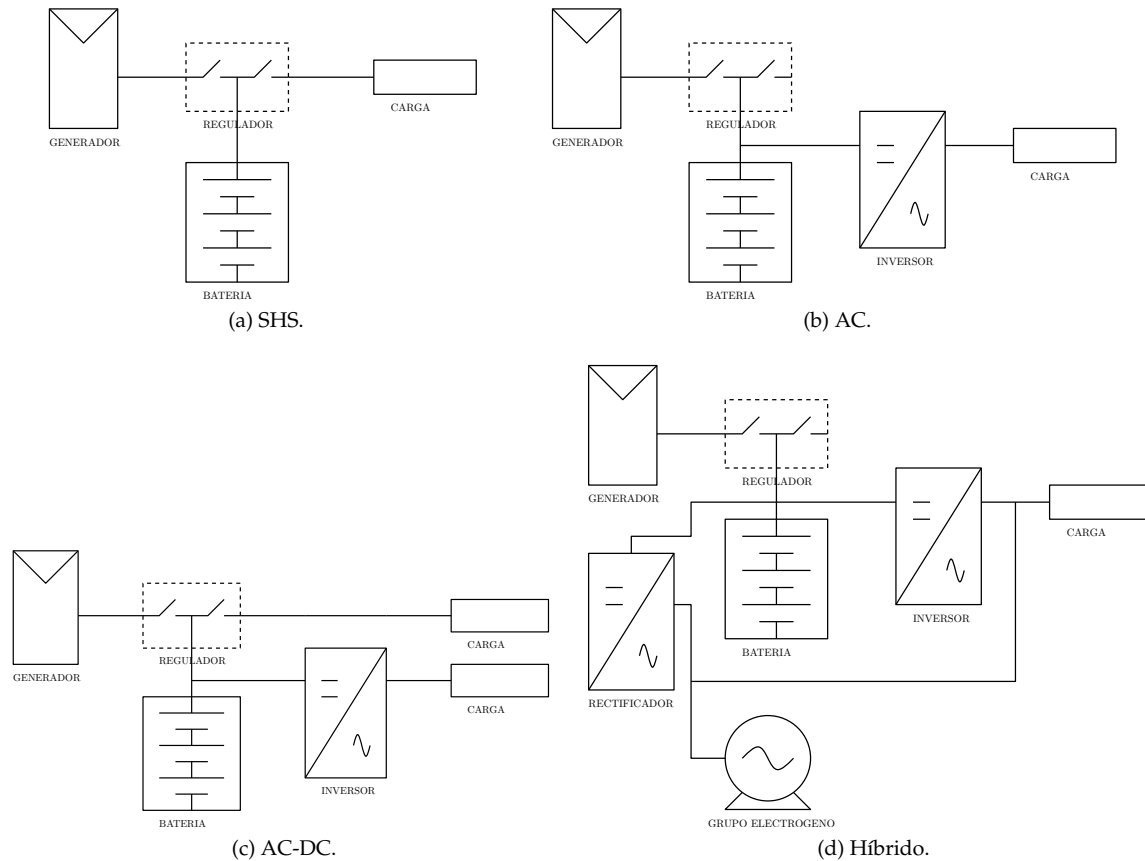 GENERADOR
REGULADOR
CARGA
BATERIA
(a) SHS.
GENERADOR
REGULADOR
CARGA
INVERSOR
BATERIA
(b) AC.
GENERADOR
REGULADOR
CARGA
CARGA
INVERSOR
BATERIA
(c) AC-DC.
GENERADOR
REGULADOR
CARGA
INVERSOR
BATERIA
RECTIFICADOR
GRUPO ELECTROGENO
(d) Híbrido.